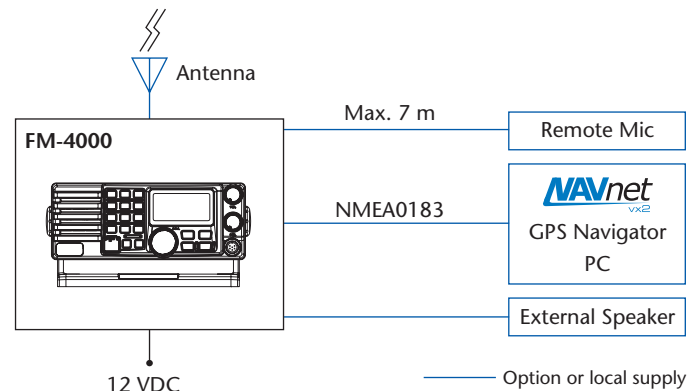 Antenna
Max. 7 m
FM-4000
Remote Mic
NAVnet
vx2
NMEA0183
GPS Navigator
PC
External Speaker
12 VDC
Option or local supply